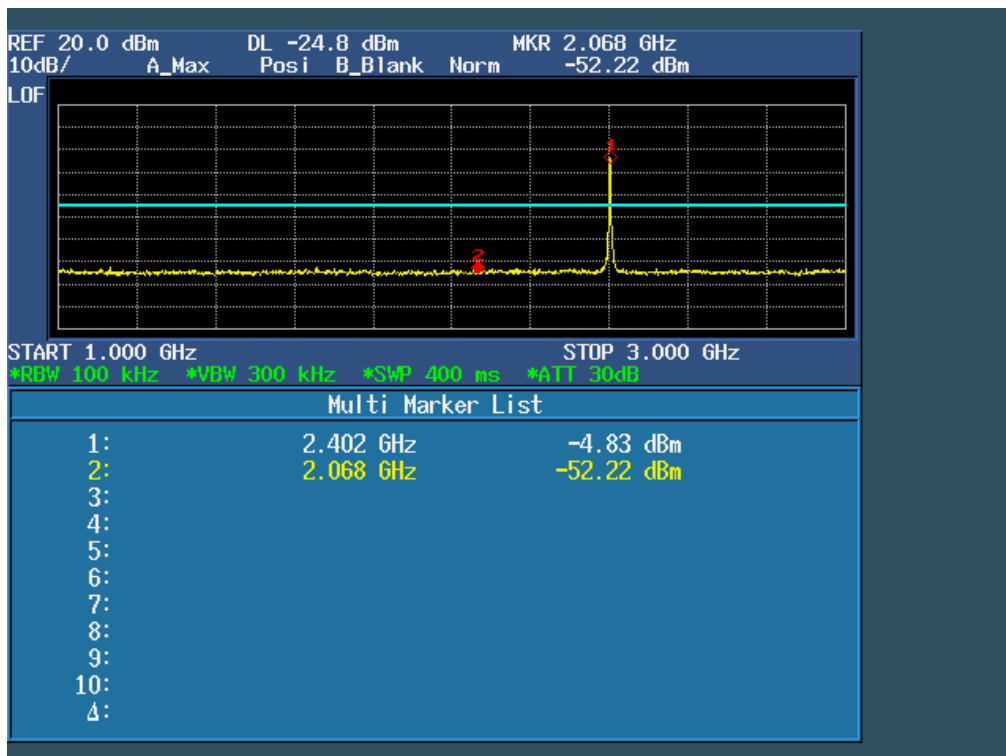 REF 20.0 dBm DL -24.8 dBm MKR 2.068 GHz
10dB/ A_Max Posi B_Blank Norm -52.22 dBm
LOF
1
2
START 1.000 GHz STOP 3.000 GHz
*RBW 100 kHz *VBW 300 kHz *SWP 400 ms *ATT 30dB
Multi Marker List
1: 2.402 GHz -4.83 dBm
2: 2.068 GHz -52.22 dBm
3:
4:
5:
6:
7:
8:
9:
10:
Δ: